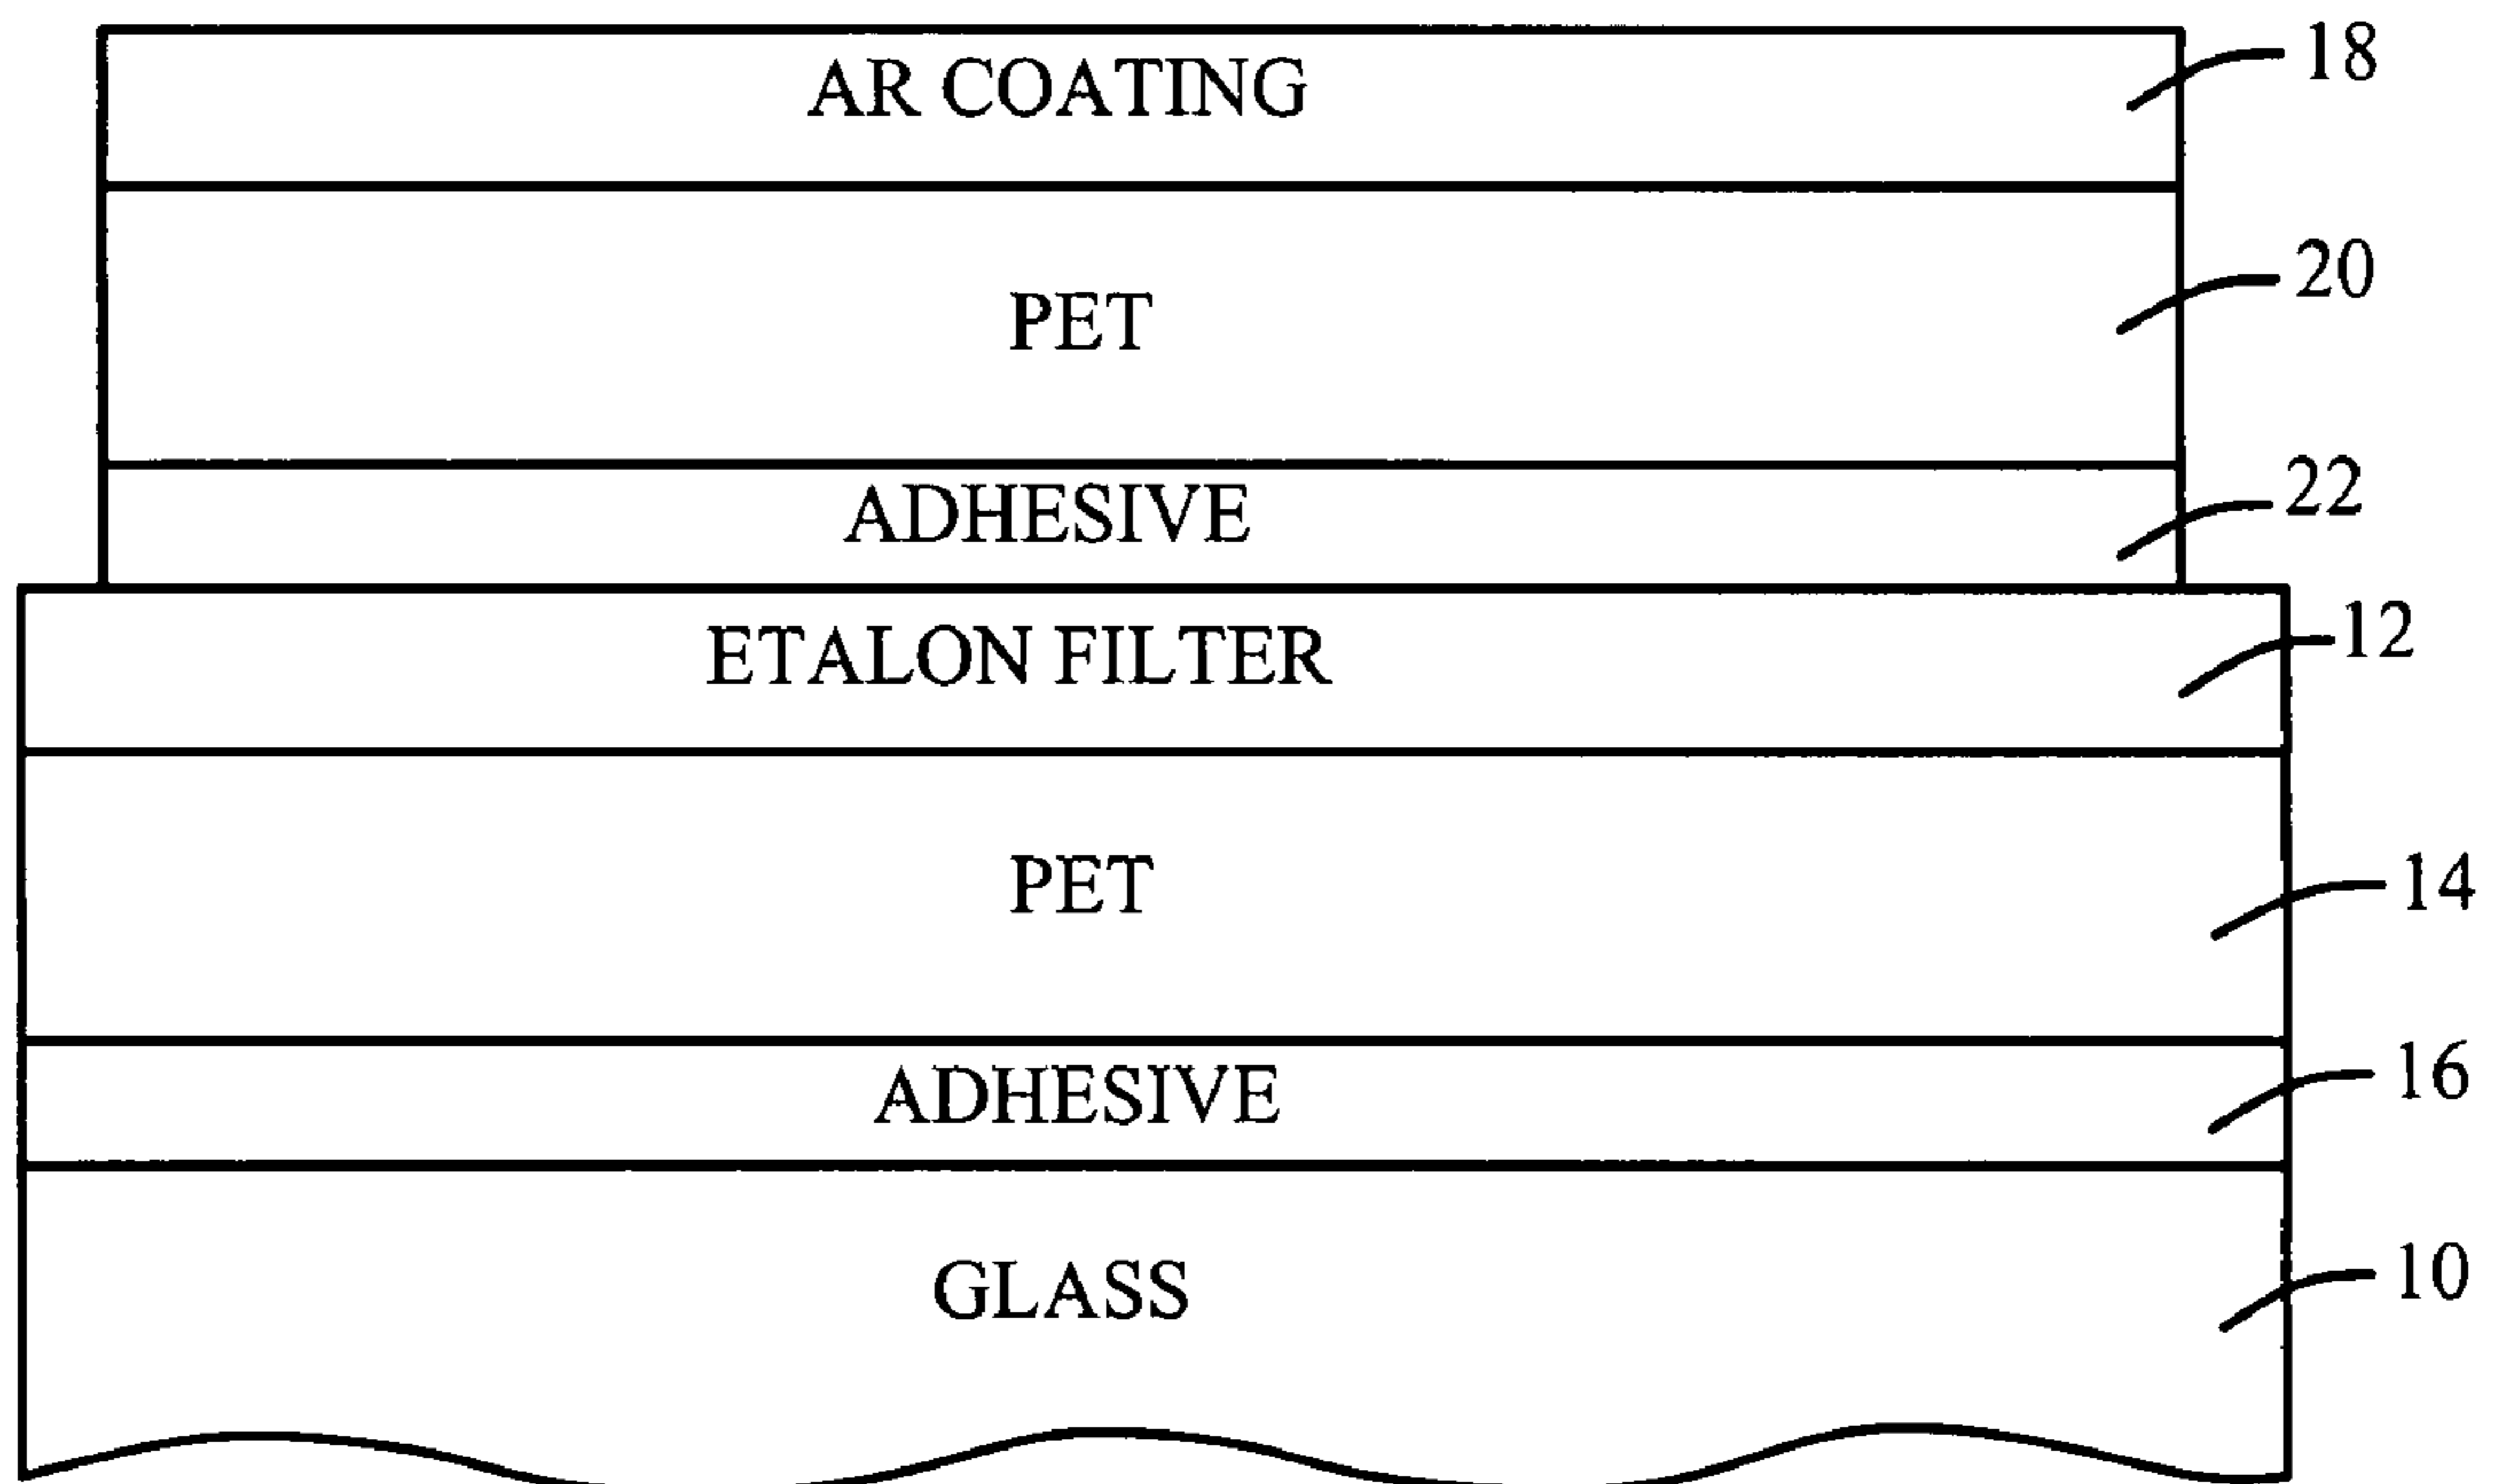 AR COATING 18
PET 20
ADHESIVE 22
ETALON FILTER 12
PET 14
ADHESIVE 16
GLASS 10